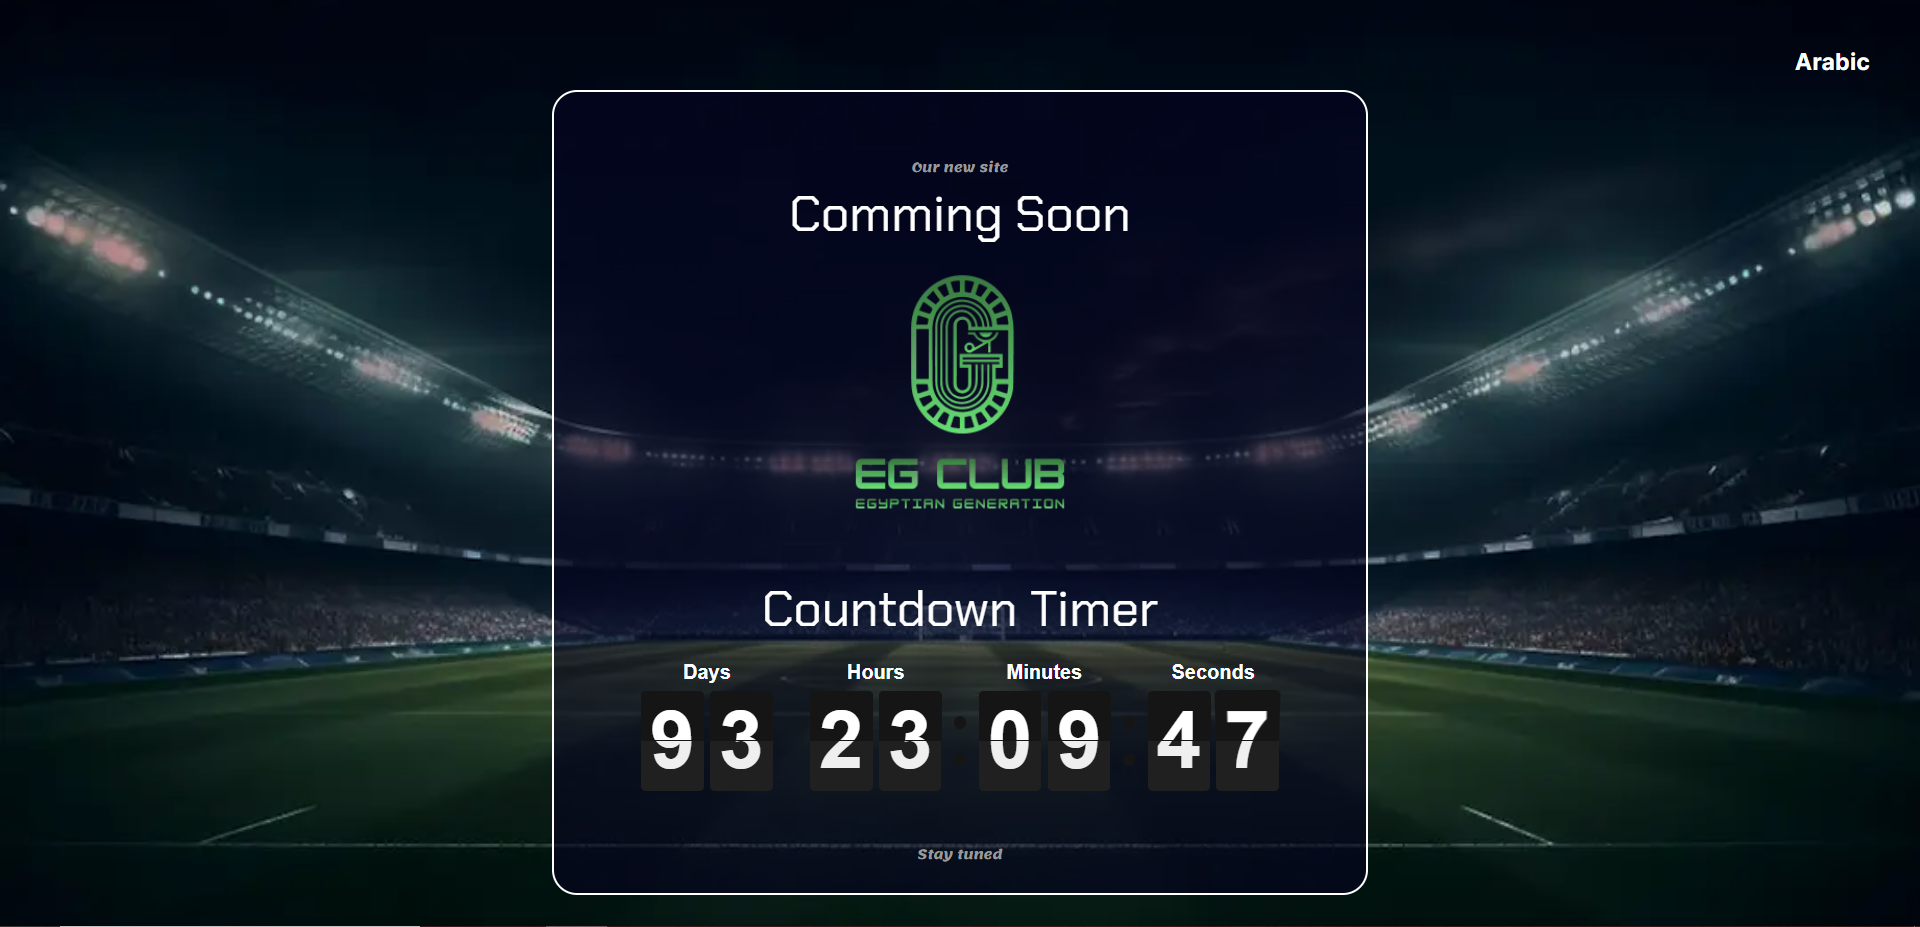 Arabic
Our new site
Comming Soon
EG CLUB
EGYPTIAN GENERATION
Countdown Timer
Days Hours Minutes Seconds
93 23 : 09 : 47
Stay tuned